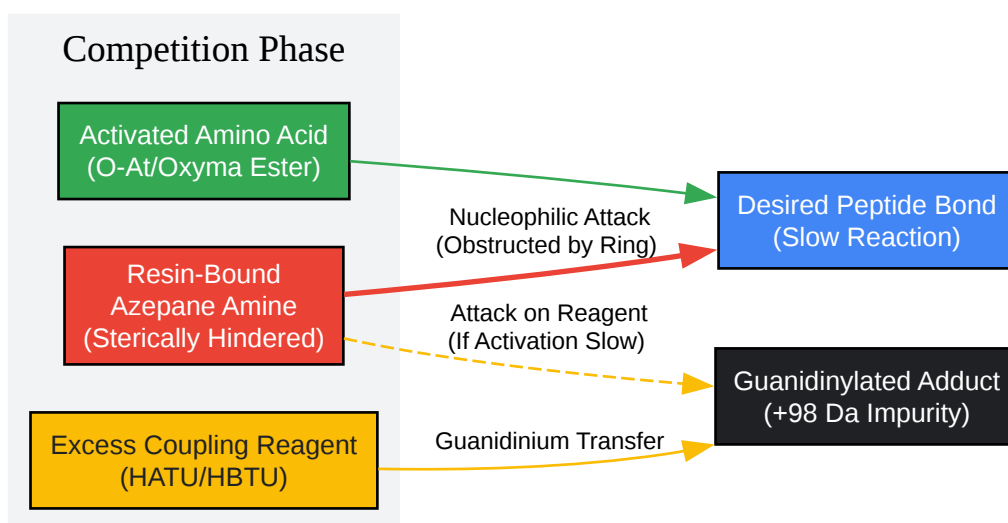 Competition Phase
Activated Amino Acid
(O-At/Oxyma Ester)
Resin-Bound
Azepane Amine
(Sterically Hindered)
Excess Coupling Reagent
(HATU/HBTU)
Nucleophilic Attack
(Obstructed by Ring)
Attack on Reagent
(If Activation Slow)
Guanidinium Transfer
Desired Peptide Bond
(Slow Reaction)
Guanidinylated Adduct
(+98 Da Impurity)